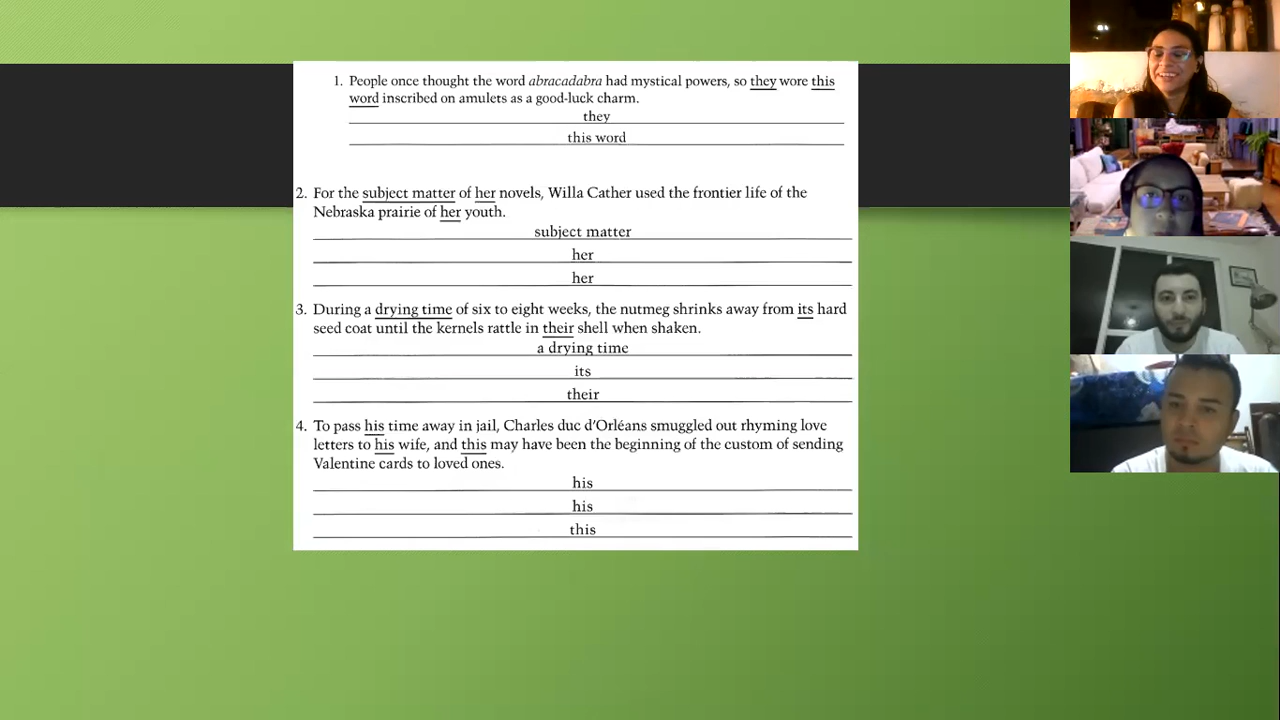 1. People once thought the word abracadabra had mystical powers, so they wore this
word inscribed on amulets as a good-luck charm.
they
this word
2. For the subject matter of her novels, Willa Cather used the frontier life of the
Nebraska prairie of her youth.
subject matter
her
her
3. During a drying time of six to eight weeks, the nutmeg shrinks away from its hard
seed coat until the kernels rattle in their shell when shaken.
a drying time
its
their
4. To pass his time away in jail, Charles duc d'Orléans smuggled out rhyming love
letters to his wife, and this may have been the beginning of the custom of sending
Valentine cards to loved ones.
his
his
this